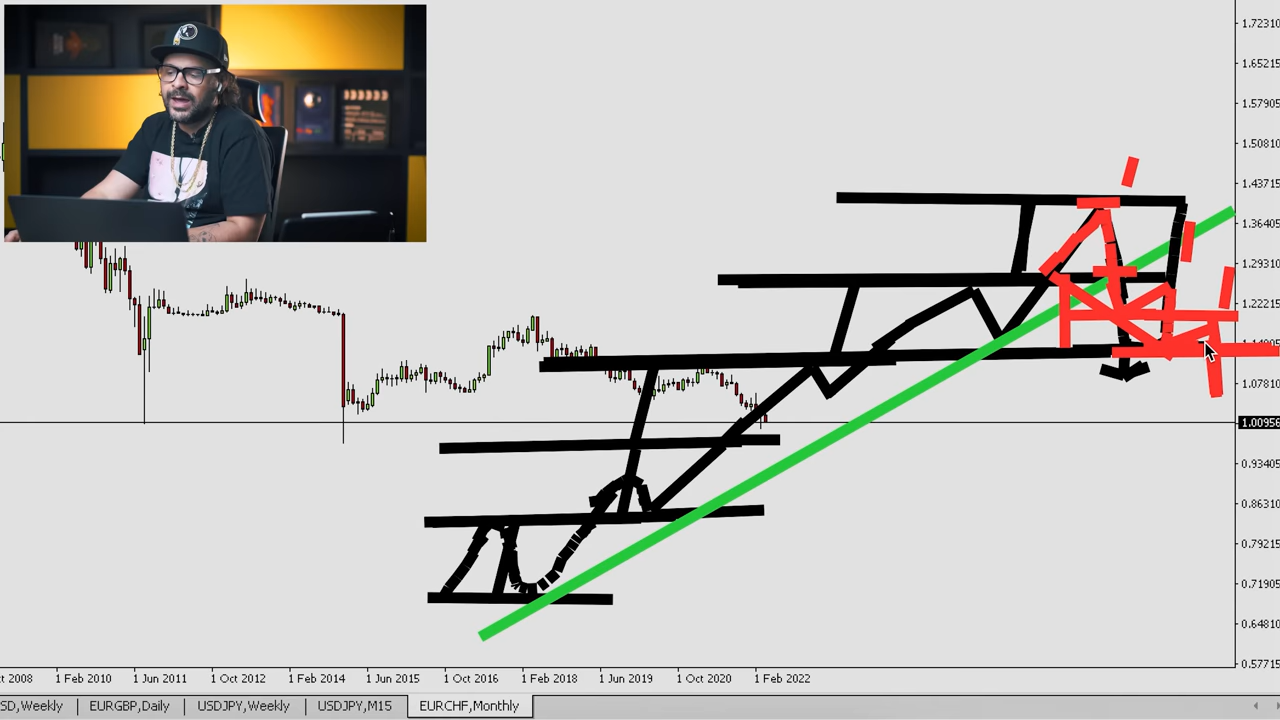 1.72310
1.65215
1.57905
1.50810
1.43715
1.36405
1.29310
1.22215
1.07810
1.00956
0.93405
0.86310
0.79215
0.71905
0.64810
0.57715
2008
1 Feb 2010
1 Jun 2011
1 Oct 2012
1 Feb 2014
1 Jun 2015
1 Oct 2016
1 Feb 2018
1 Jun 2019
1 Oct 2020
1 Feb 2022
SD,Weekly
EURGBP,Daily
USDJPY,Weekly
USDJPY,M15
EURCHF,Monthly